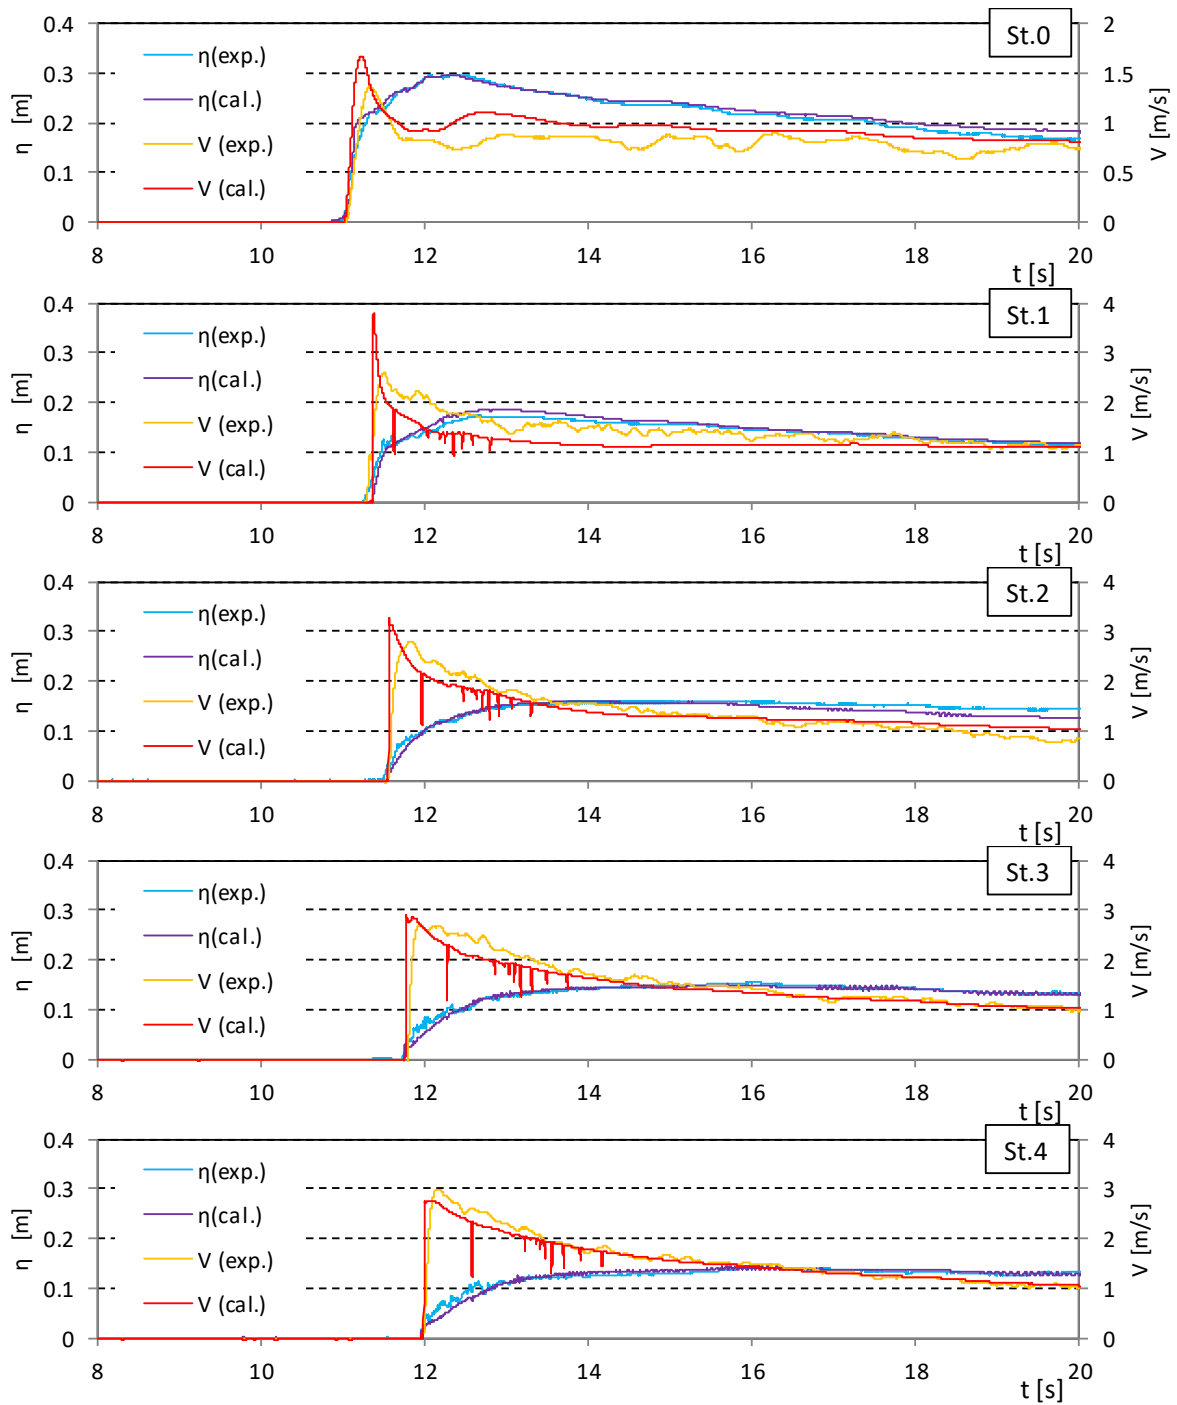 0.4
2
St.0
η(exp.)
0.3
1.5
η(cal.)
η [m]
0.2
1
V [m/s]
V (exp.)
0.1
0.5
V (cal.)
0
0
8
10
12
14
16
18
20
t [s]
0.4
4
St.1
η(exp.)
0.3
3
η(cal.)
η [m]
0.2
2
V [m/s]
V (exp.)
0.1
1
V (cal.)
0
0
8
10
12
14
16
18
20
t [s]
0.4
4
St.2
η(exp.)
0.3
3
η(cal.)
η [m]
0.2
2
V [m/s]
V (exp.)
0.1
1
V (cal.)
0
0
8
10
12
14
16
18
20
t [s]
0.4
4
St.3
η(exp.)
0.3
3
η(cal.)
η [m]
0.2
2
V [m/s]
V (exp.)
0.1
1
V (cal.)
0
0
8
10
12
14
16
18
20
t [s]
0.4
4
St.4
η(exp.)
0.3
3
η(cal.)
η [m]
0.2
2
V [m/s]
V (exp.)
0.1
1
V (cal.)
0
0
8
10
12
14
16
18
20
t [s]